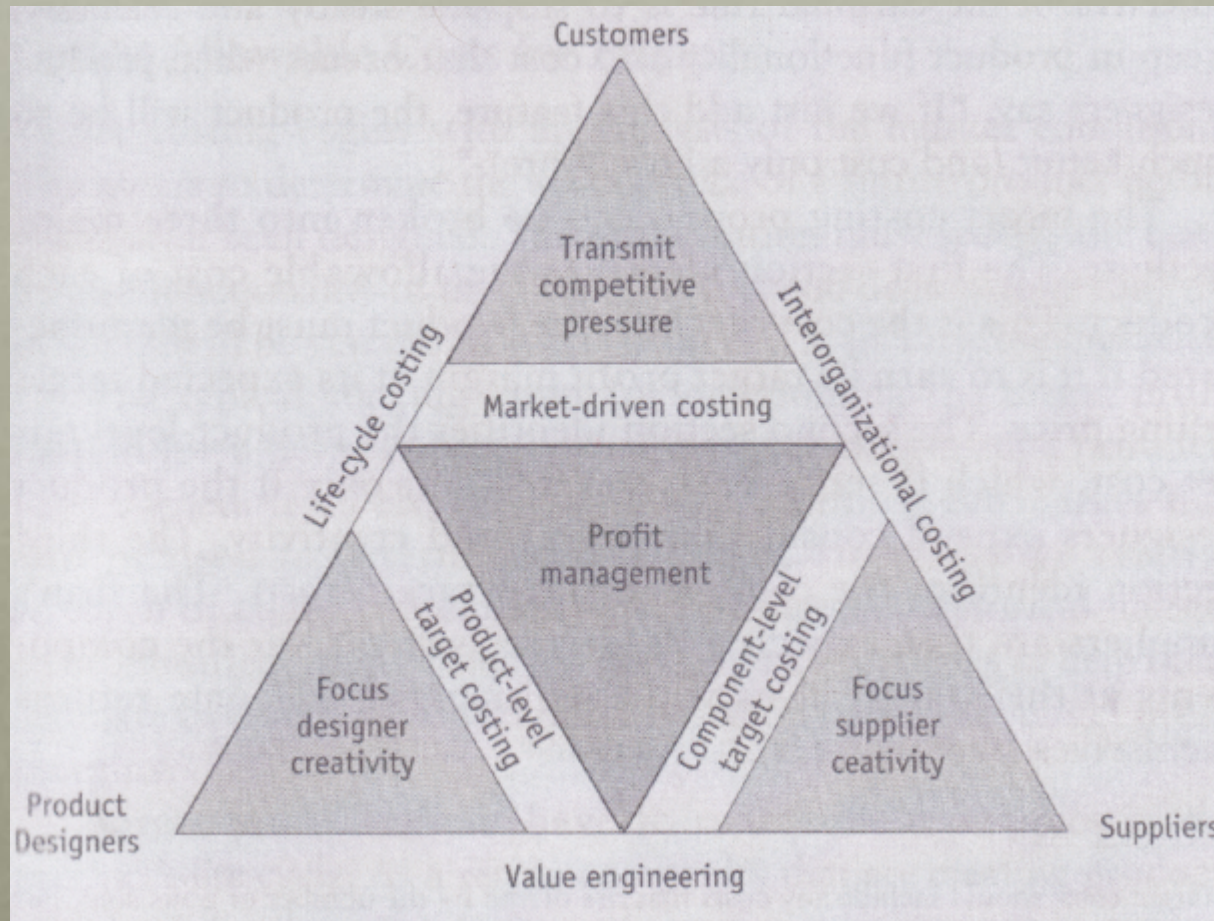 Customers
Transmit
competitive
pressure
Life-cycle costing
Interorganizational costing
Market-driven costing
Profit
management
Product-level
target costing
Component-level
target costing
Focus
designer
creativity
Focus
supplier
ceativity
Product
Designers
Suppliers
Value engineering